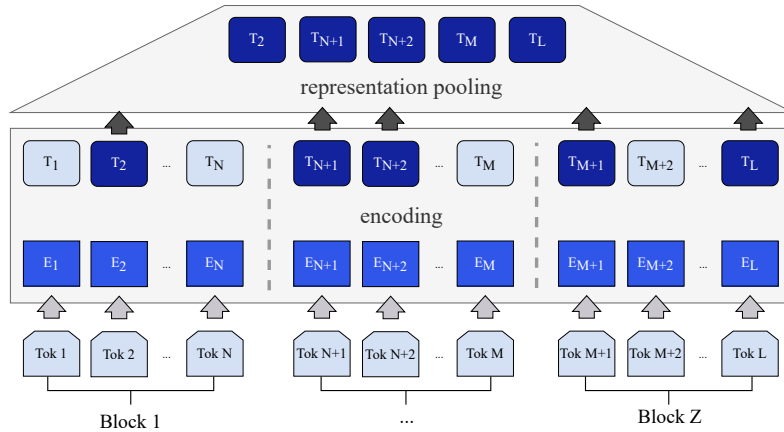 T2 TN+1 TN+2 TM TL
representation pooling
T1 T2 ... TN TN+1 TN+2 ... TM TM+1 TM+2 ... TL
encoding
E1 E2 ... EN EN+1 EN+2 ... EM EM+1 EM+2 ... EL
Tok 1 Tok 2 ... Tok N Tok N+1 Tok N+2 ... Tok M Tok M+1 Tok M+2 ... Tok L
Block 1 ... Block Z